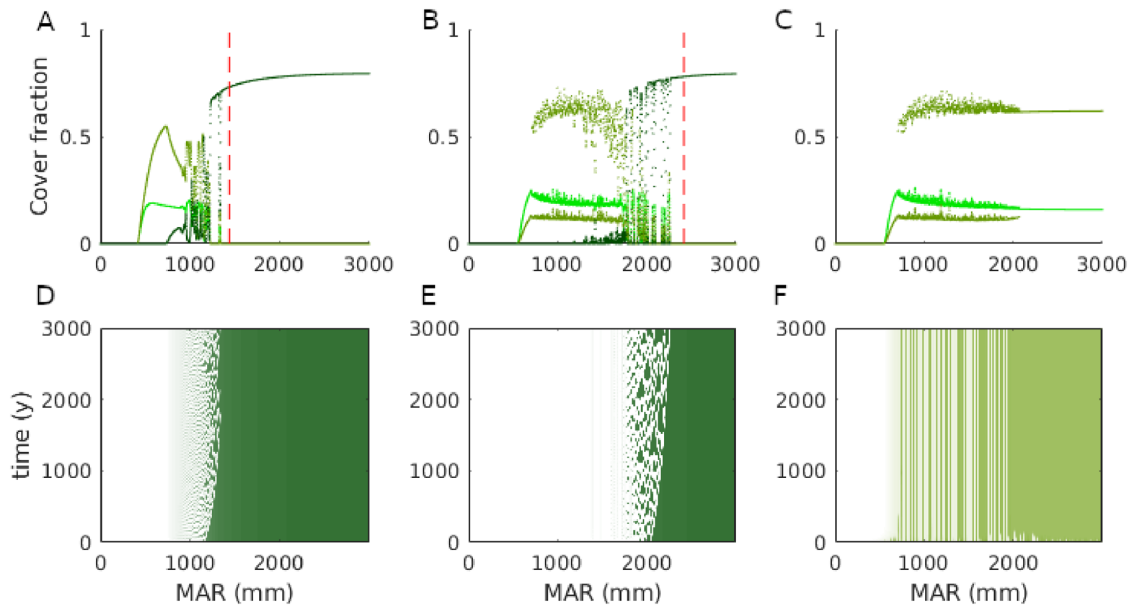 A B C
1 1 1
Cover fraction
0.5 0.5 0.5
0 0 0
0 1000 2000 3000 0 1000 2000 3000 0 1000 2000 3000
D E F
3000 3000 3000
2000 2000 2000
time (y)
1000 1000 1000
0 0 0
0 1000 2000 0 1000 2000 0 1000 2000
MAR (mm) MAR (mm) MAR (mm)